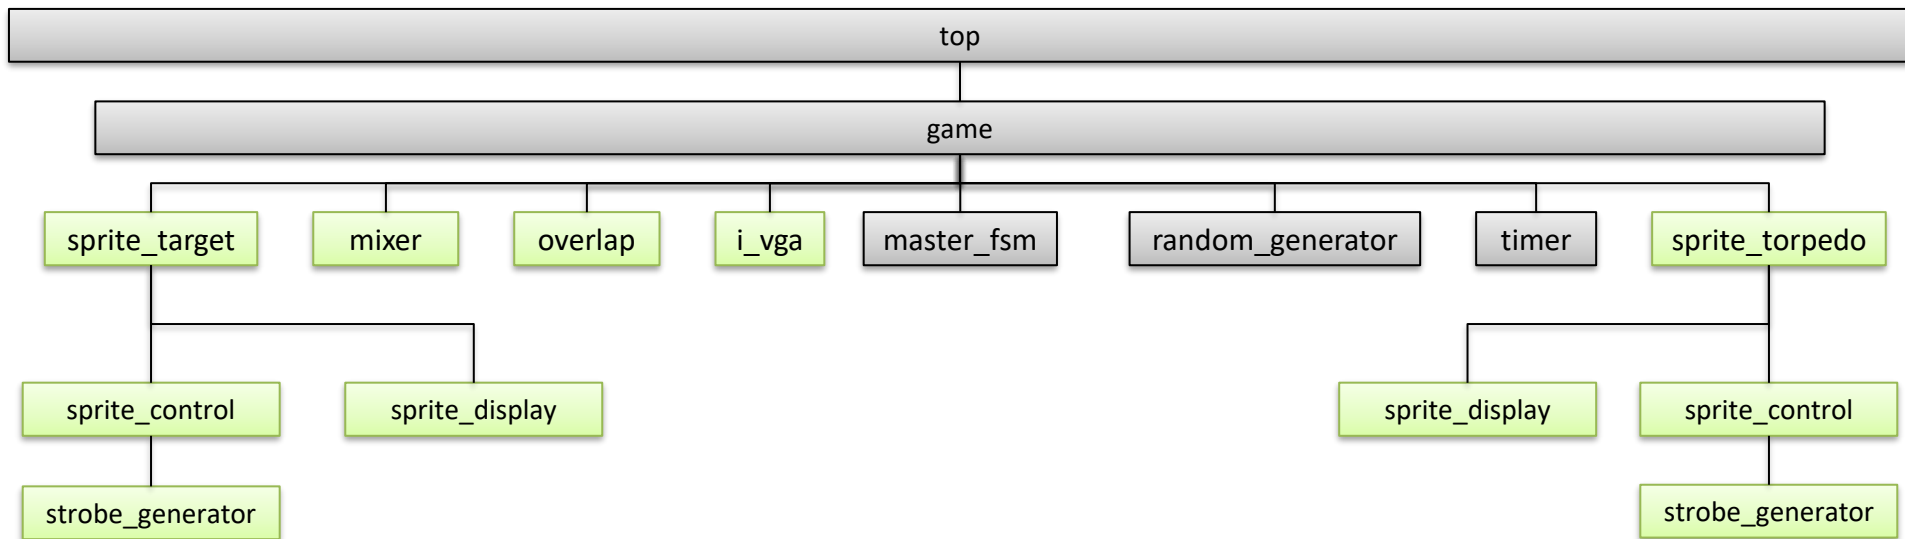 top
game
sprite_target
mixer
overlap
i_vga
master_fsm
random_generator
timer
sprite_torpedo
sprite_control
sprite_display
sprite_display
sprite_control
strobe_generator
strobe_generator